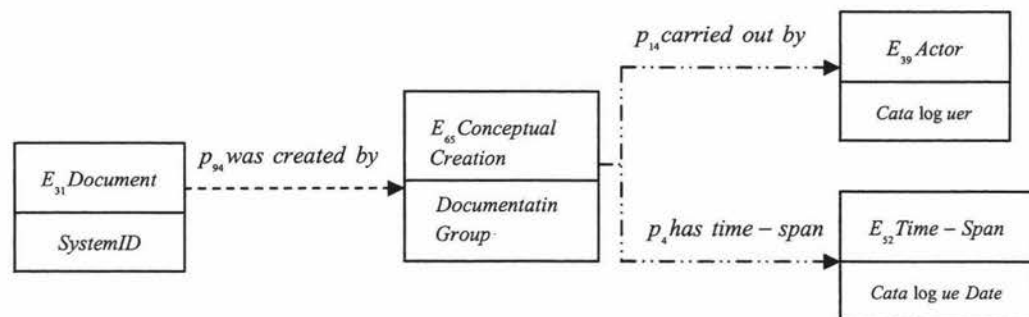 p₁₄carried out by
E₃₉Actor
Cata log uer
E₆₅Conceptual
Creation
Documentatin
Group
p₉₄was created by
E₃₁Document
SystemID
p₄has time – span
E₅₂Time – Span
Cata log ue Date